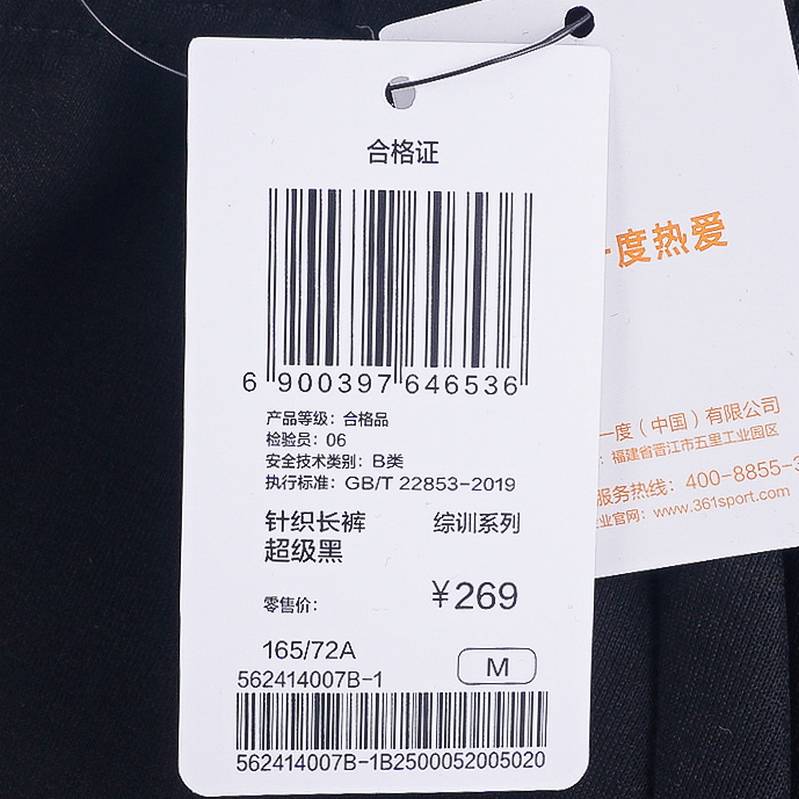 合格证
6 900397 646536
产品等级：合格品
检验员：06
安全技术类别：B类
执行标准：GB/T 22853-2019
针织长裤 综训系列
超级黑
零售价： ¥269
165/72A
M
562414007B-1
562414007B-1B2500052005020
度热爱
一度（中国）有限公司
：福建省晋江市五里工业园区
服务热线：400-8855-3
业官网：www.361sport.com